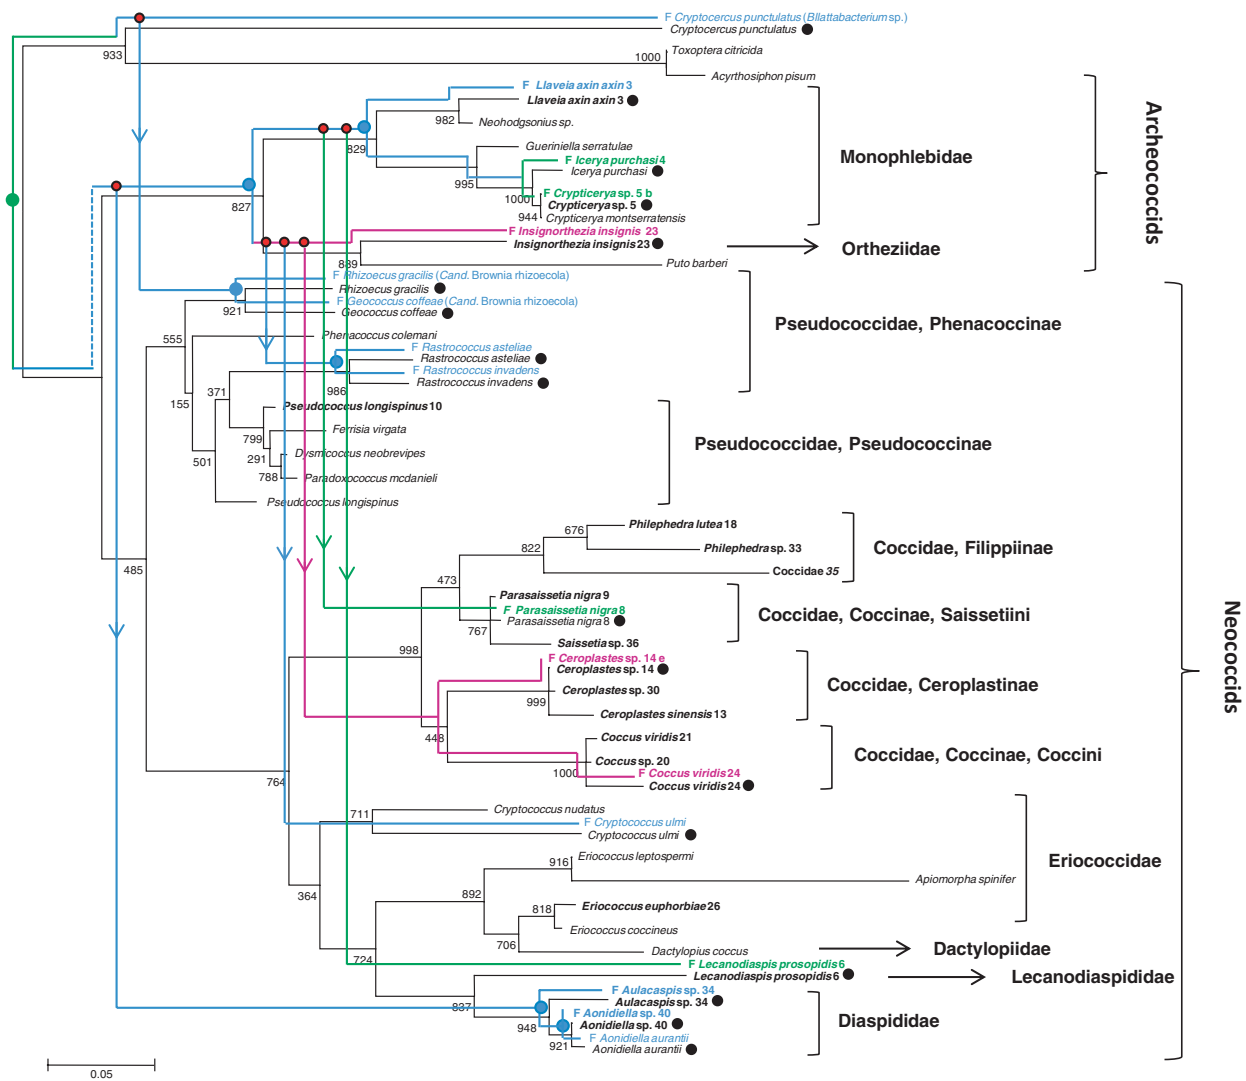 F Cryptocercus punctulatus (Bllattabacterium sp.)
Cryptocercus punctulatus
933
Toxoptera citricida
1000
Acyrthosiphon pisum
F Llaveia axin axin 3
Llaveia axin axin 3
982
Neohodgsonius sp.
829
Gueriniella serratulae
Monophlebidae
F Icerya purchasi 4
Icerya purchasi
995
1000
F Crypticerya sp. 5 b
Crypticerya sp. 5
827
944
Crypticerya montserratensis
Archeococcids
F Insignorthezia insignis 23
Insignorthezia insignis 23
Ortheziidae
889
Puto barberi
F Rhizoecus gracilis (Cand. Brownia rhizoecola)
Rhizoecus gracilis
F Geococcus coffeae (Cand. Brownia rhizoecola)
921
Geococcus coffeae
Pseudococcidae, Phenacoccinae
555
Phenacoccus colemani
F Rastrococcus asteliae
Rastrococcus asteliae
F Rastrococcus invadens
Rastrococcus invadens
986
371
155
Pseudococcus longispinus 10
Ferrisia virgata
799
Pseudococcidae, Pseudococcinae
291
Dysmicoccus neobrevipes
501
788
Paradoxococcus mcdanieli
Pseudococcus longispinus
676
Philephedra lutea 18
822
Philephedra sp. 33
Coccidae, Filippiinae
485
Coccidae 35
473
Parasaissetia nigra 9
F Parasaissetia nigra 8
Parasaissetia nigra 8
Coccidae, Coccinae, Saissetiini
767
Saissetia sp. 36
998
F Ceroplastes sp. 14 e
Ceroplastes sp. 14
Neococcids
Coccidae, Ceroplastinae
Ceroplastes sp. 30
999
Ceroplastes sinensis 13
448
Coccus viridis 21
Coccidae, Coccinae, Coccini
Coccus sp. 20
1000
F Coccus viridis 24
Coccus viridis 24
764
Cryptococcus nudatus
711
F Cryptococcus ulmi
Cryptococcus ulmi
Eriococcus leptospermi
916
Eriococcidae
Apiomorpha spinifer
364
892
818
Eriococcus euphorbiae 26
Eriococcus coccineus
706
Dactylopius coccus
Dactylopiidae
724
F Lecanodiaspis prosopidis 6
Lecanodiaspis prosopidis 6
Lecanodiaspididae
F Aulacaspis sp. 34
Aulacaspis sp. 34
837
F Aonidiella sp. 40
Aonidiella sp. 40
Diaspididae
948
F Aonidiella aurantii
921
Aonidiella aurantii
0.05